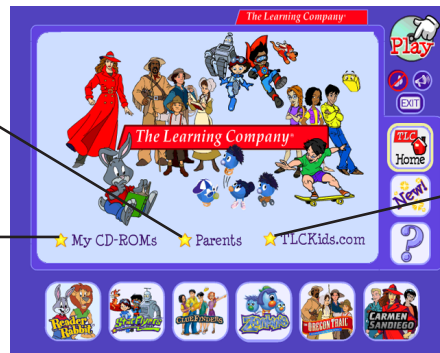 The Learning Company®
Play
EXIT
The Learning Company®
TLC
Home
New!
?
My CD-ROMs
Parents
TLCKids.com
Reader Rabbit
StarFlyers
CLUEFINDERS
ZOOMBINIS
THE OREGON TRAIL
CARMEN SANDIEGO